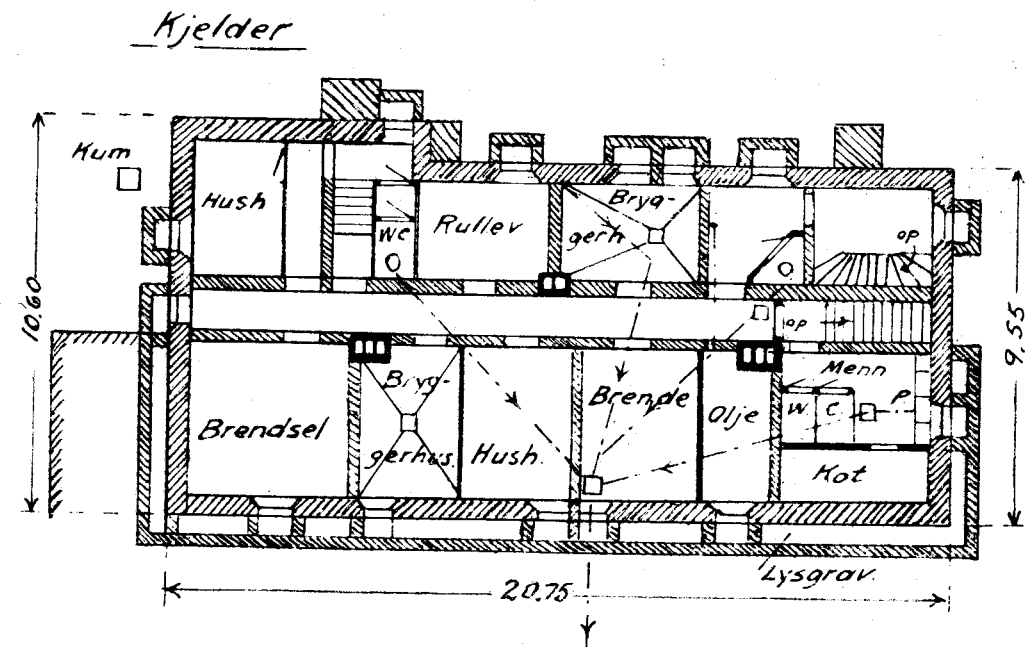 Kjelder
Kum
Hush
WC
Rullev
Bryg-
gerh
op
10.60
op
9.55
Brendsel
Bryg-
gerhus.
Hush.
Brende
Olje
Menn
W. C.
P
Kot
Lysgrav.
20.75